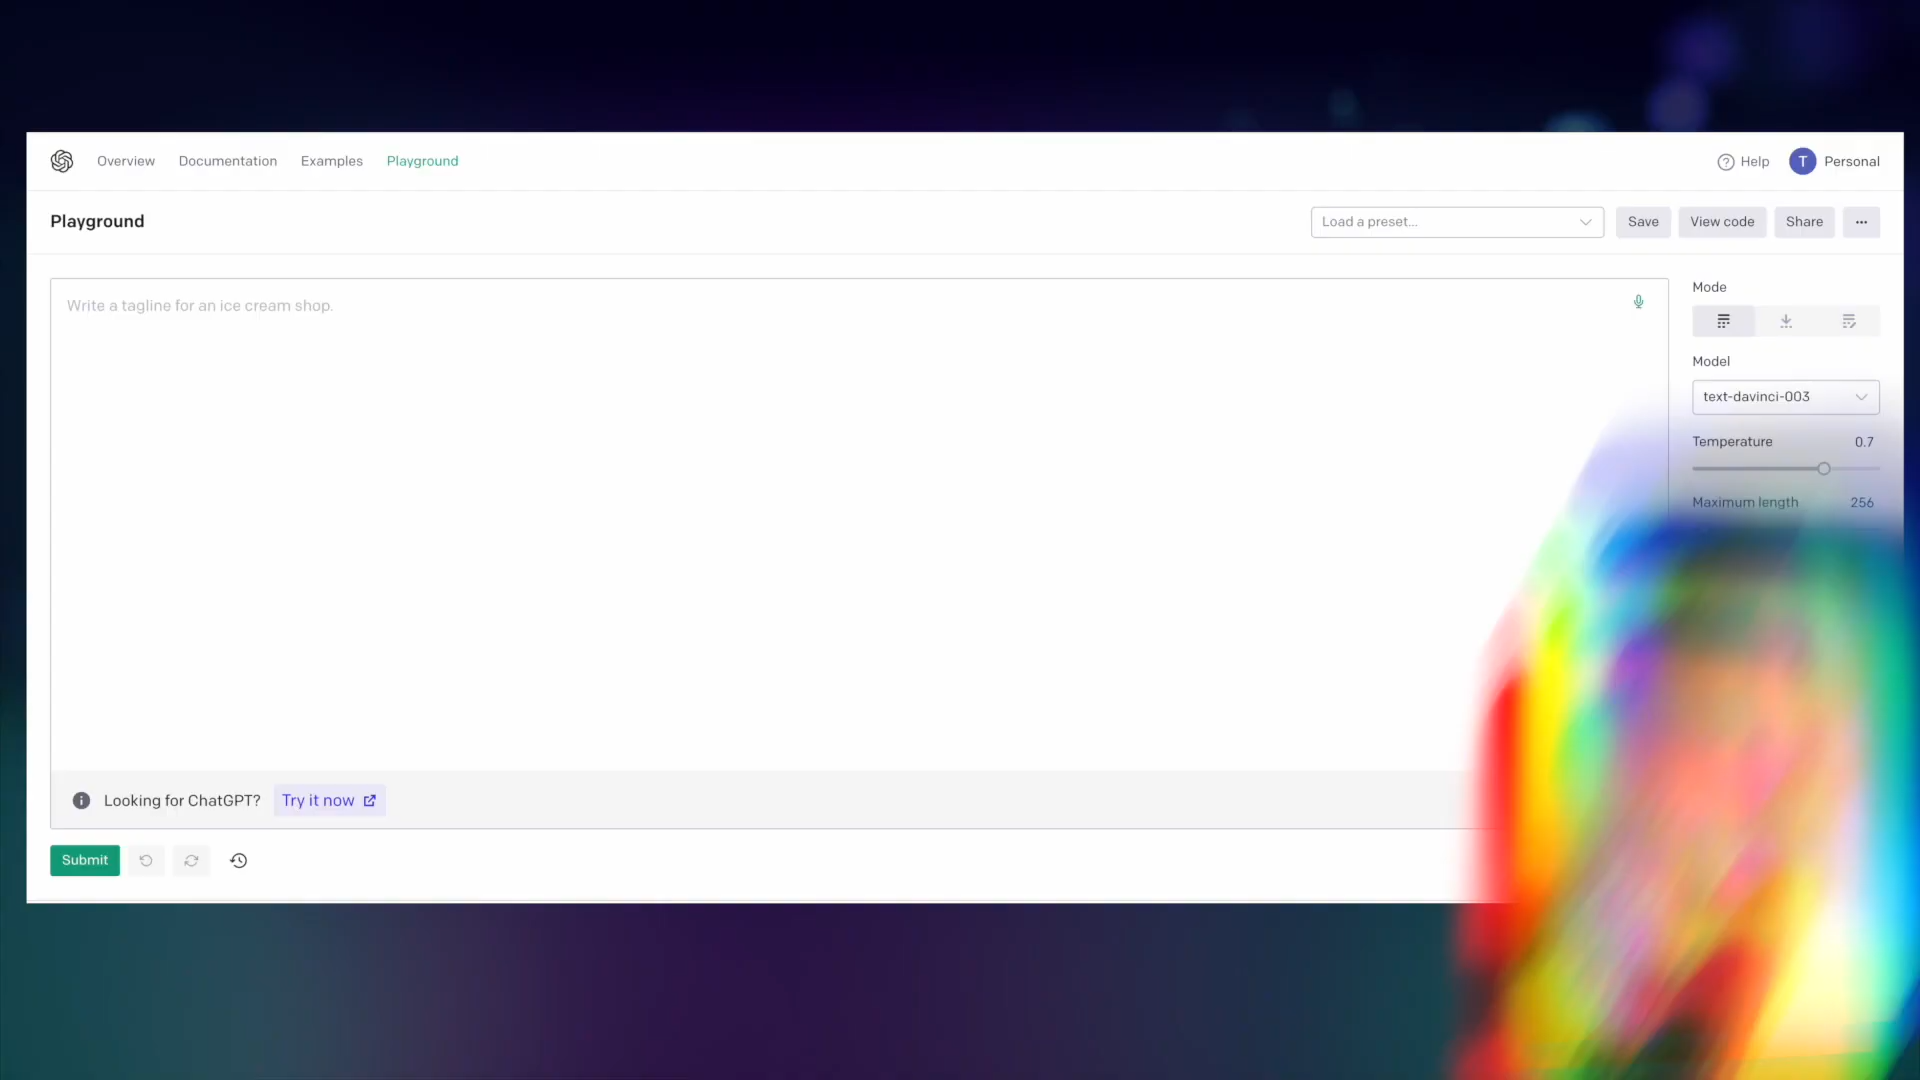 Overview Documentation Examples Playground Help T Personal
Playground Load a preset... Save View code Share ...
Write a tagline for an ice cream shop.
Mode
Model
text-davinci-003
Temperature 0.7
Maximum length 256
Looking for ChatGPT? Try it now
Submit